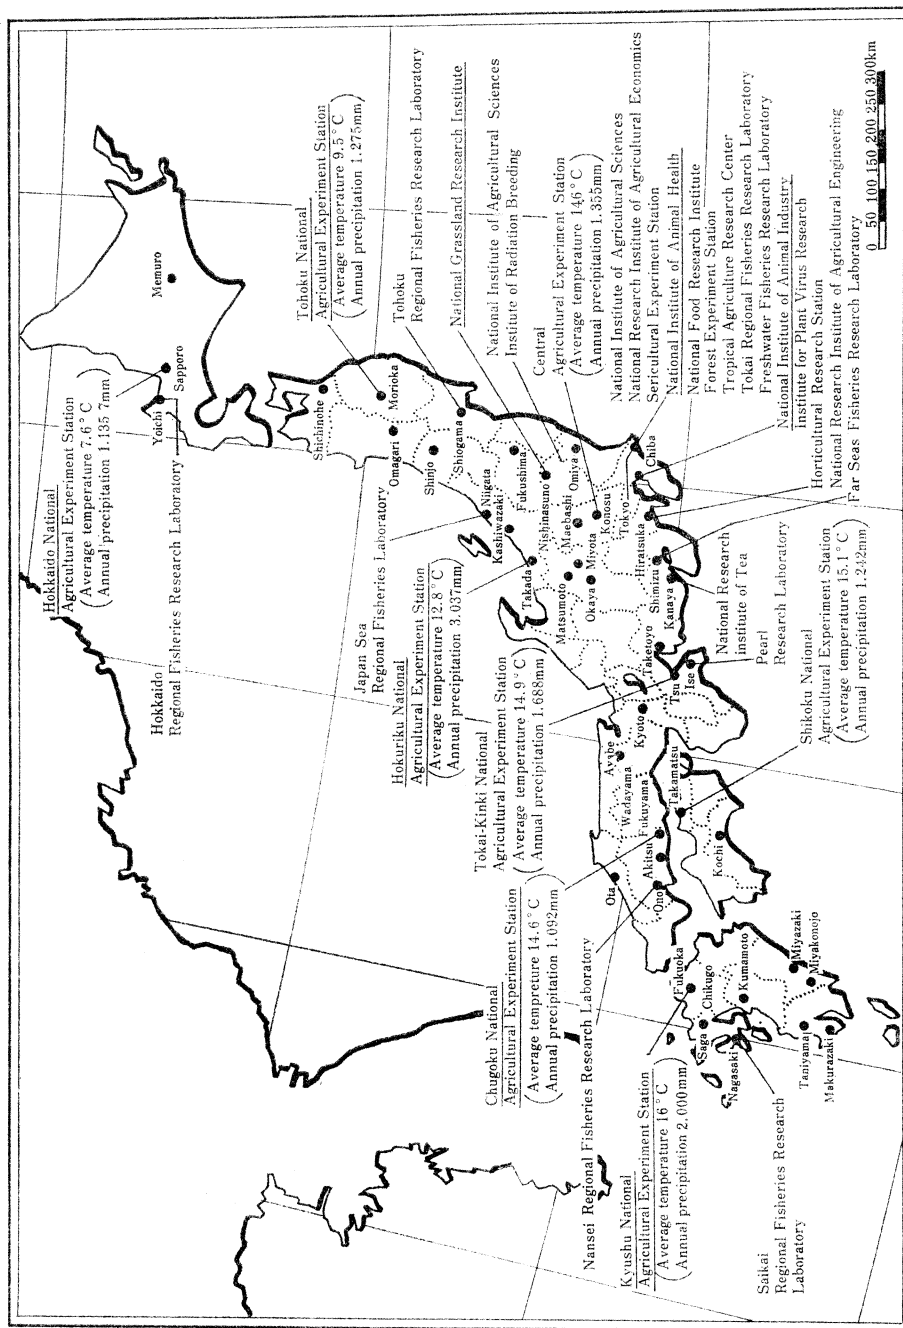 Hokkaido National
Agricultural Experiment Station
(Average temperature 7.6°C
Annual precipitation 1.135 7mm)
Hokkaido
Regional Fisheries Research Laboratory
Memuro
Sapporo
Yoichi
Tohoku National
Agricultural Experiment Station
(Average temperature 9.5°C
Annual precipitation 1.275mm)
Tohoku
Regional Fisheries Research Laboratory
National Grassland Research Institute
National Institute of Agricultural Sciences
Institute of Radiation Breeding
Central
Agricultural Experiment Station
(Average temperature 146°C
Annual precipitation 1.355mm)
National Institute of Agricultural Sciences
National Research Institute of Agricultural Economics
Sericultural Experiment Station
National Institute of Animal Health
National Food Research Institute
Forest Experiment Station
Tropical Agriculture Research Center
Tokai Regional Fisheries Research Laboratory
Freshwater Fisheries Research Laboratory
National Institute of Animal Industry
Institute for Plant Virus Research
Horticultural Research Station
National Research Institute of Agricultural Engineering
Far Seas Fisheries Research Laboratory
0 50 100 150 200 250 300km
Shichinohe
Morioka
Omagari
Shinjo
Shiogama
Fukushima
Niigata
Kashiwazaki
Nishinasuno
Omiya
Maebashi
Konosu
Takada
Matsumoto
Miyota
Okaya
Tokyo
Chiba
Hiratsuka
Shimizu
Kanaya
Taketoyo
Tsu
Ise
Kyoto
Ayabe
Wadayama
Fukuyama
Takamatsu
Akitsu
Ono
Ota
Kochi
Fukuoka
Chikugo
Saga
Kumamoto
Nagasaki
Miyazaki
Miyakonojo
Taniyama
Makurazaki
Japan Sea
Regional Fisheries Laboratory
Hokuriku National
Agricultural Experiment Station
(Average temperature 12.8°C
Annual precipitation 3.037mm)
Tokai-Kinki National
Agricultural Experiment Station
(Average temperature 14.9°C
Annual precipitation 1.688mm)
National Research
Institute of Tea
Pearl
Research Laboratory
Shikoku National
Agricultural Experiment Station
(Average temperature 15.1°C
Annual precipitation 1.242mm)
Chugoku National
Agricultural Experiment Station
(Average tempreture 14.6°C
Annual precipitation 1.092mm)
Nansei Regional Fisheries Research Laboratory
Kyushu National
Agricultural Experiment Station
(Average temperature 16°C
Annual precipitation 2.000mm)
Saikai
Regional Fisheries Research
Laboratory